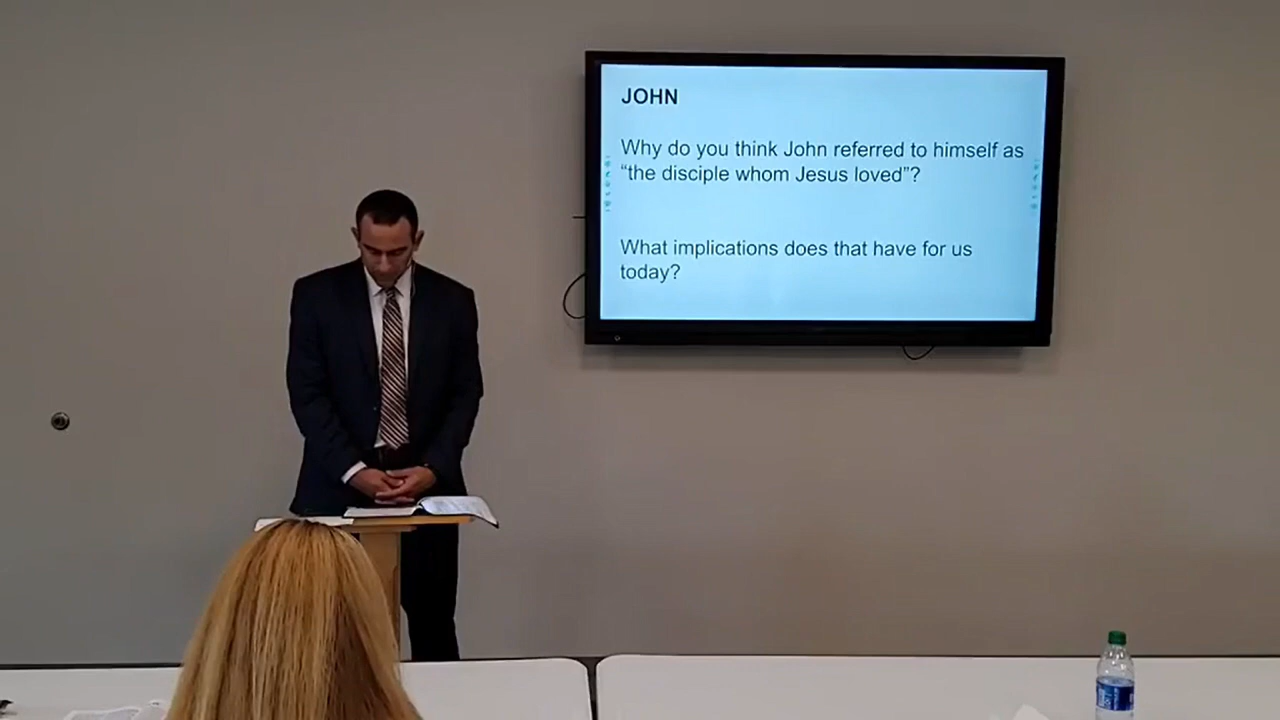 JOHN
Why do you think John referred to himself as
“the disciple whom Jesus loved”?
What implications does that have for us
today?